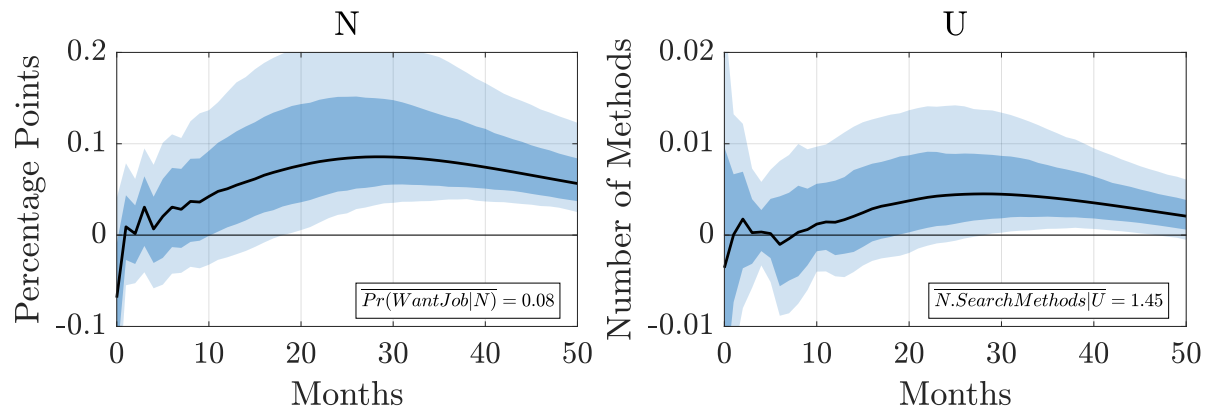 N
Percentage Points
0.2
0.1
0
-0.1
Pr(WantJob|N) = 0.08
0 10 20 30 40 50
Months
U
Number of Methods
0.02
0.01
0
-0.01
N.SearchMethods|U = 1.45
0 10 20 30 40 50
Months